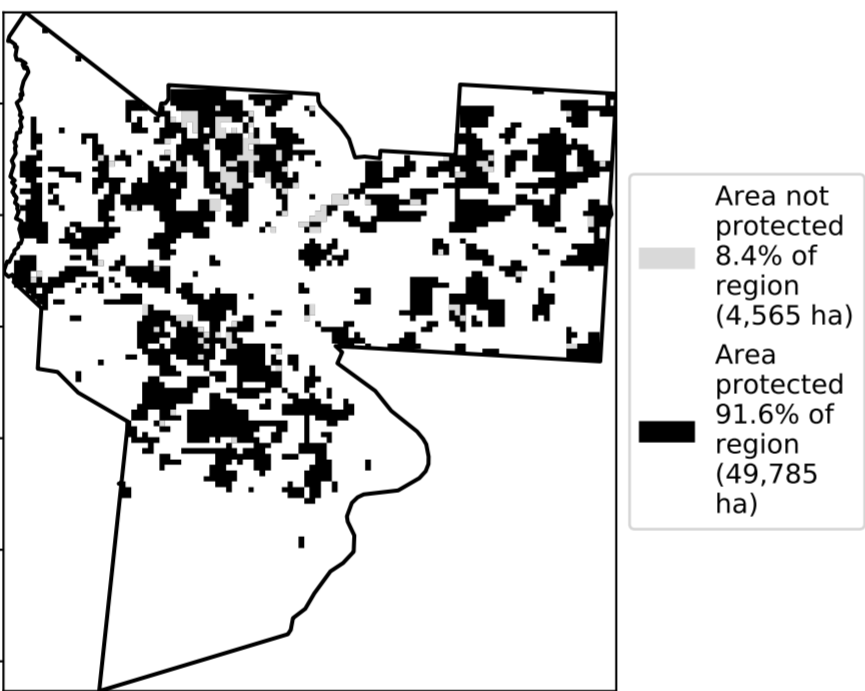 Area not
protected
8.4% of
region
(4,565 ha)
Area
protected
91.6% of
region
(49,785
ha)